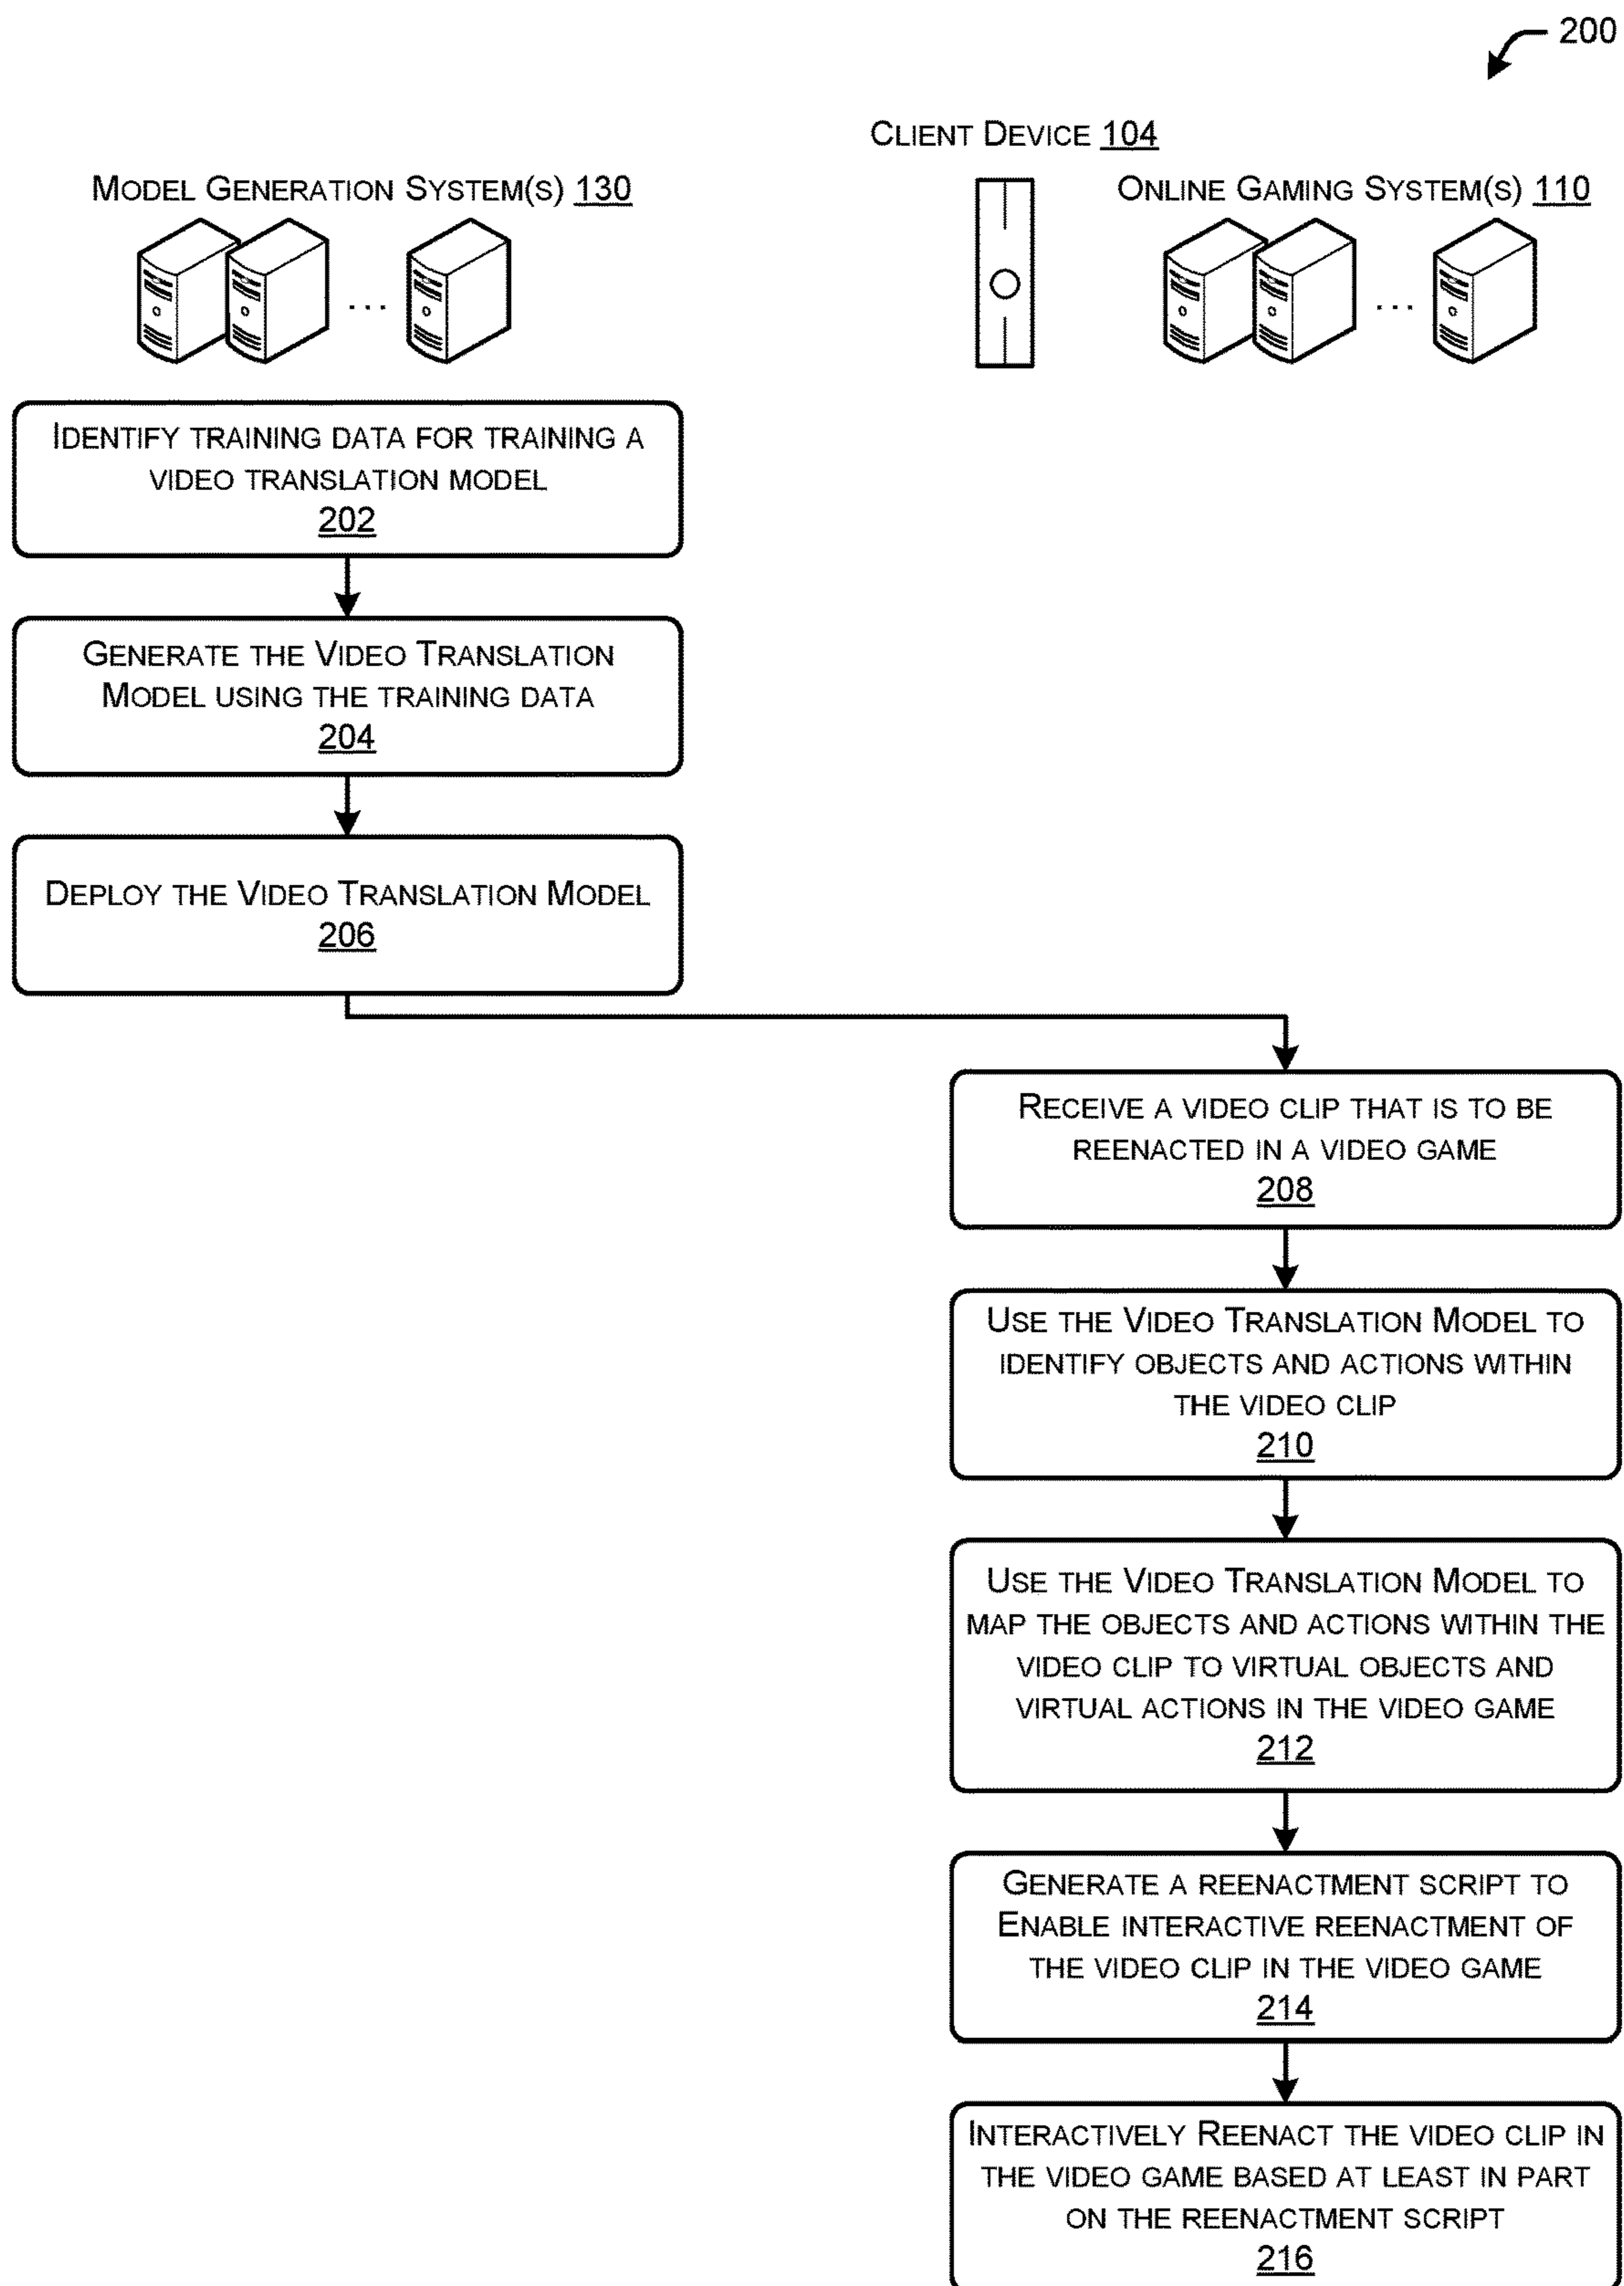 200
CLIENT DEVICE 104
MODEL GENERATION SYSTEM(S) 130
ONLINE GAMING SYSTEM(S) 110
...
...
IDENTIFY TRAINING DATA FOR TRAINING A
VIDEO TRANSLATION MODEL
202
GENERATE THE VIDEO TRANSLATION
MODEL USING THE TRAINING DATA
204
DEPLOY THE VIDEO TRANSLATION MODEL
206
RECEIVE A VIDEO CLIP THAT IS TO BE
REENACTED IN A VIDEO GAME
208
USE THE VIDEO TRANSLATION MODEL TO
IDENTIFY OBJECTS AND ACTIONS WITHIN
THE VIDEO CLIP
210
USE THE VIDEO TRANSLATION MODEL TO
MAP THE OBJECTS AND ACTIONS WITHIN THE
VIDEO CLIP TO VIRTUAL OBJECTS AND
VIRTUAL ACTIONS IN THE VIDEO GAME
212
GENERATE A REENACTMENT SCRIPT TO
ENABLE INTERACTIVE REENACTMENT OF
THE VIDEO CLIP IN THE VIDEO GAME
214
INTERACTIVELY REENACT THE VIDEO CLIP IN
THE VIDEO GAME BASED AT LEAST IN PART
ON THE REENACTMENT SCRIPT
216